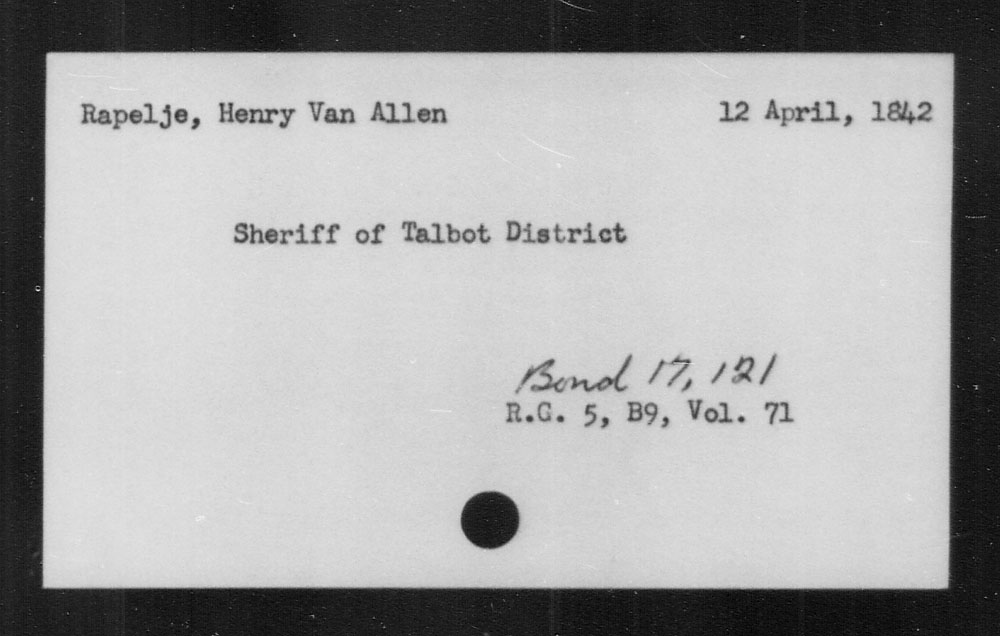 Rapelje, Henry Van Allen 12 April, 1842
Sheriff of Talbot District
Bond 17, 121
R.G. 5, B9, Vol. 71